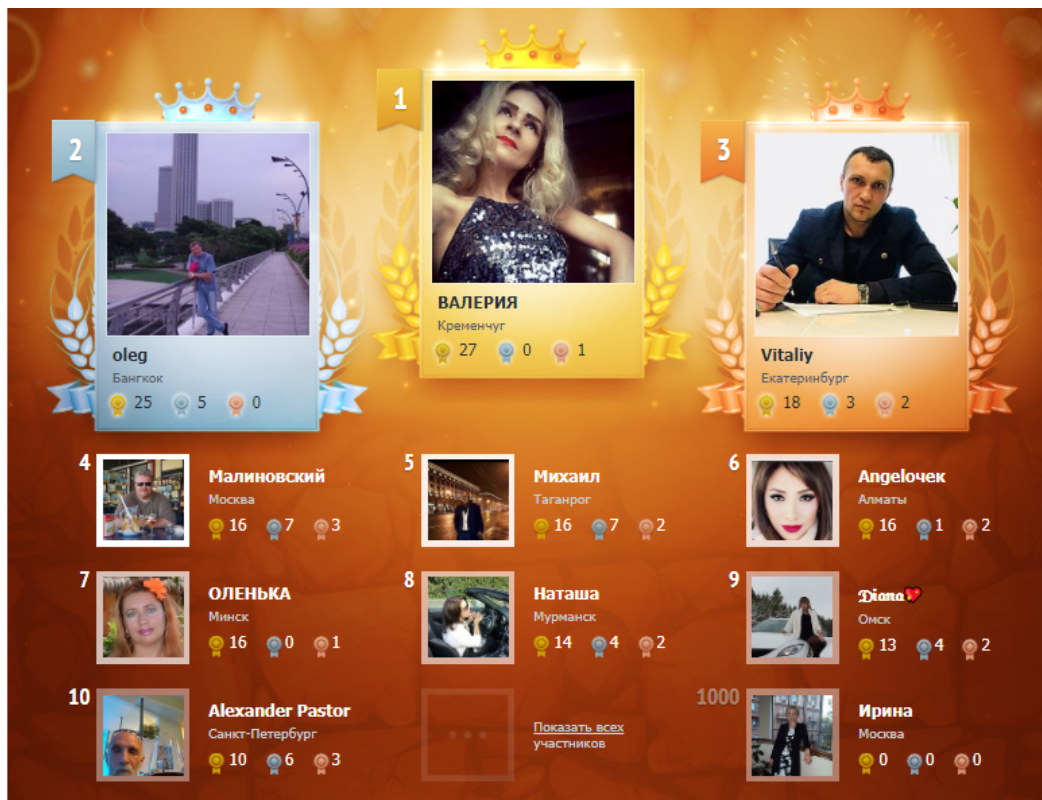 1
ВАЛЕРИЯ
Кременчуг
27 0 1
2
oleg
Бангкок
25 5 0
3
Vitaliy
Екатеринбург
18 3 2
4
Малиновский
Москва
16 7 3
5
Михаил
Таганрог
16 7 2
6
Angelочек
Алматы
16 1 2
7
ОЛЕНЬКА
Минск
16 0 1
8
Наташа
Мурманск
14 4 2
9
𝕯𝖎𝖆𝖓𝖆💖
Омск
13 4 2
10
Alexander Pastor
Санкт-Петербург
10 6 3
Показать всех
участников
1000
Ирина
Москва
0 0 0